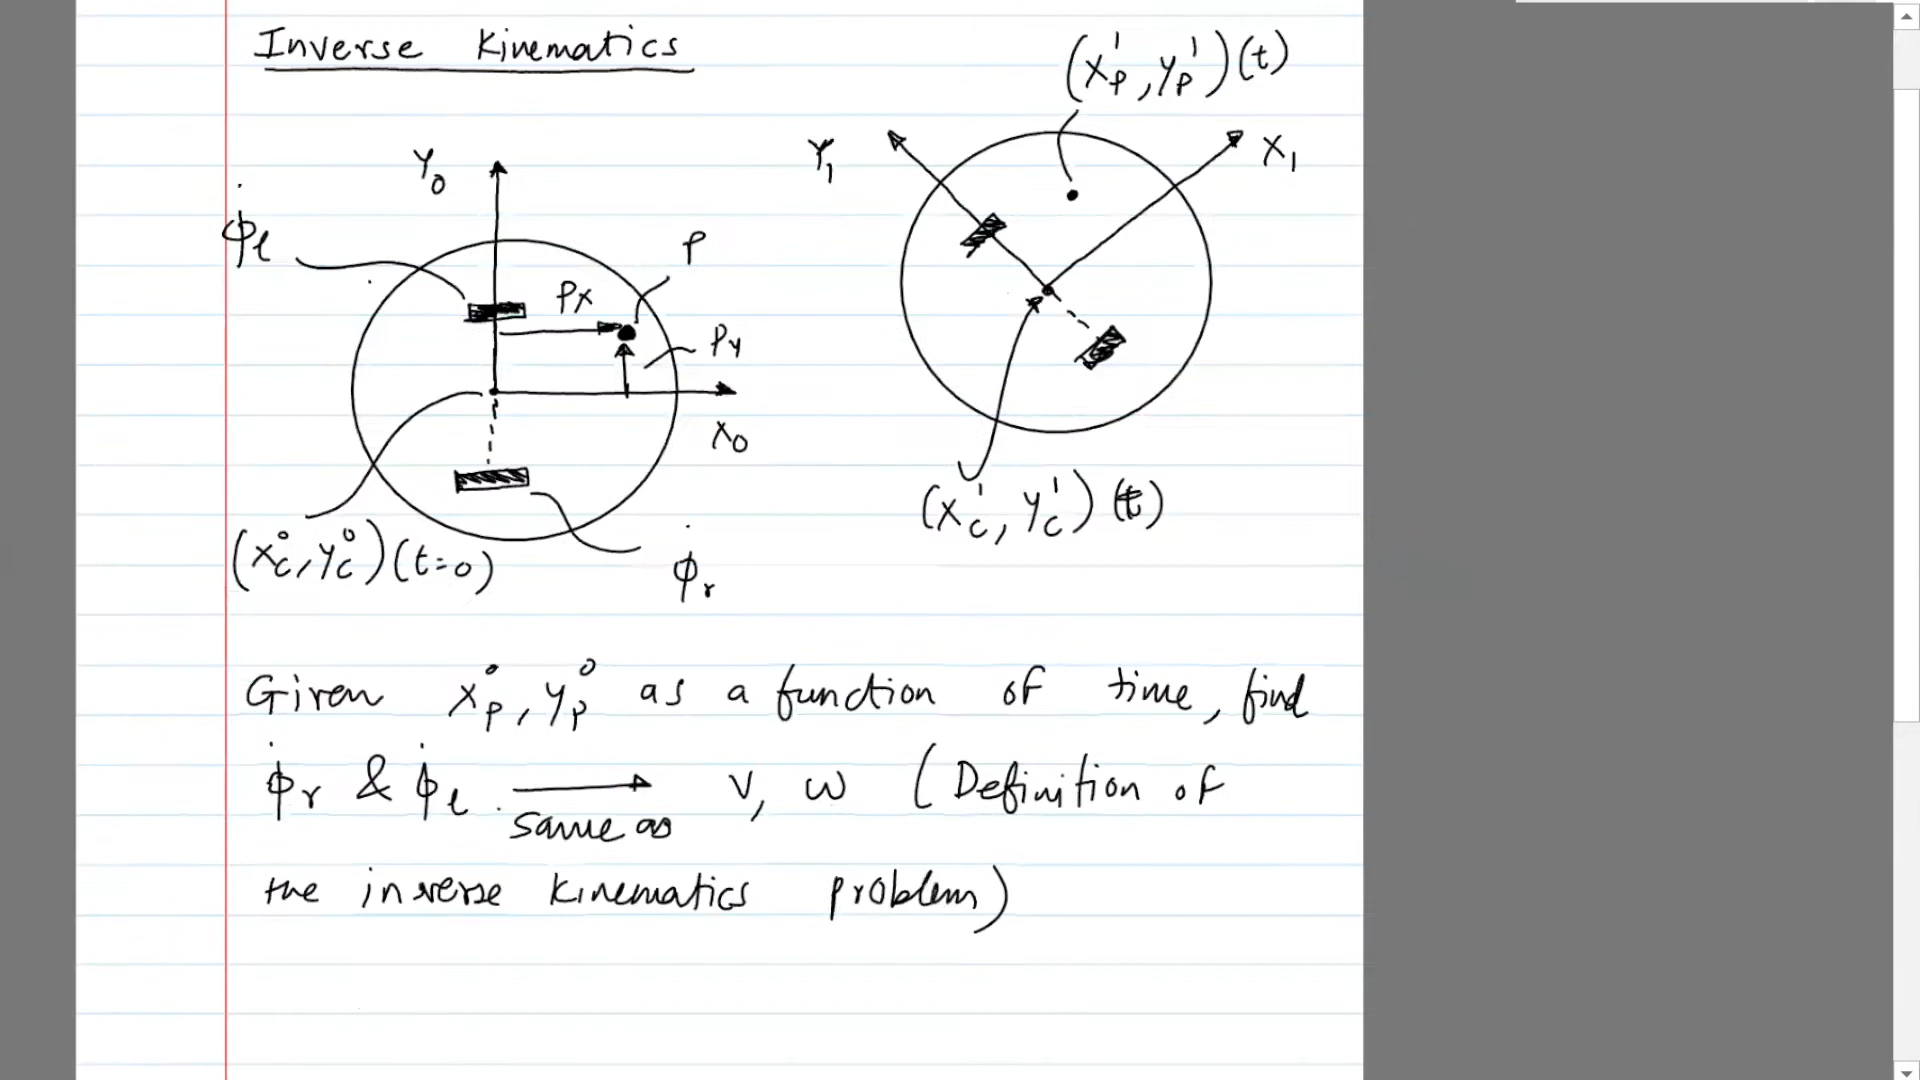 Inverse Kinematics
(x'p, y'p)(t)
Y₀
Y₁
X₁
φ̇ₗ
P
Px
Py
X₀
(x'c, y'c)(t)
(x°c, y°c)(t=0)
φ̇ᵣ
Given x°p, y°p as a function of time, find
φ̇ᵣ & φ̇ₗ → v, ω (Definition of
same as
the inverse kinematics problem)